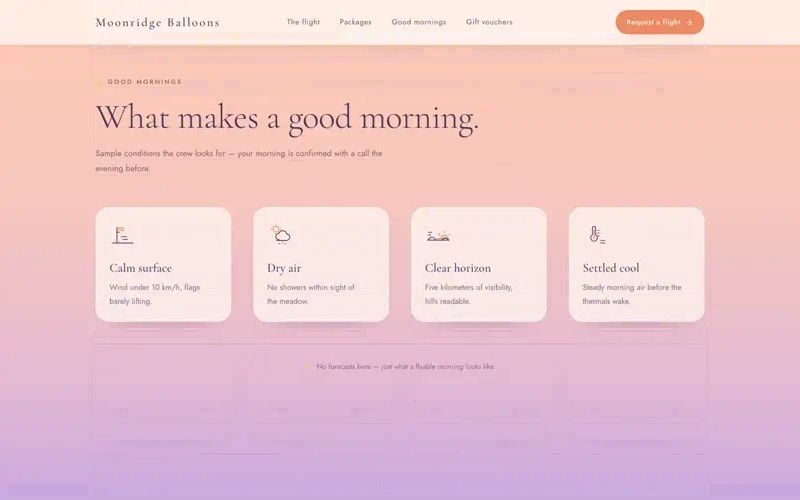 Moonridge Balloons
The flight
Packages
Good mornings
Gift vouchers
Request a flight →
GOOD MORNINGS
What makes a good morning.
Sample conditions the crew looks for — your morning is confirmed with a call the
evening before.
Calm surface
Wind under 10 km/h, flags
barely lifting.
Dry air
No showers within sight of
the meadow.
Clear horizon
Five kilometers of visibility,
hills readable.
Settled cool
Steady morning air before the
thermals wake.
No forecasts here — just what a flyable morning looks like